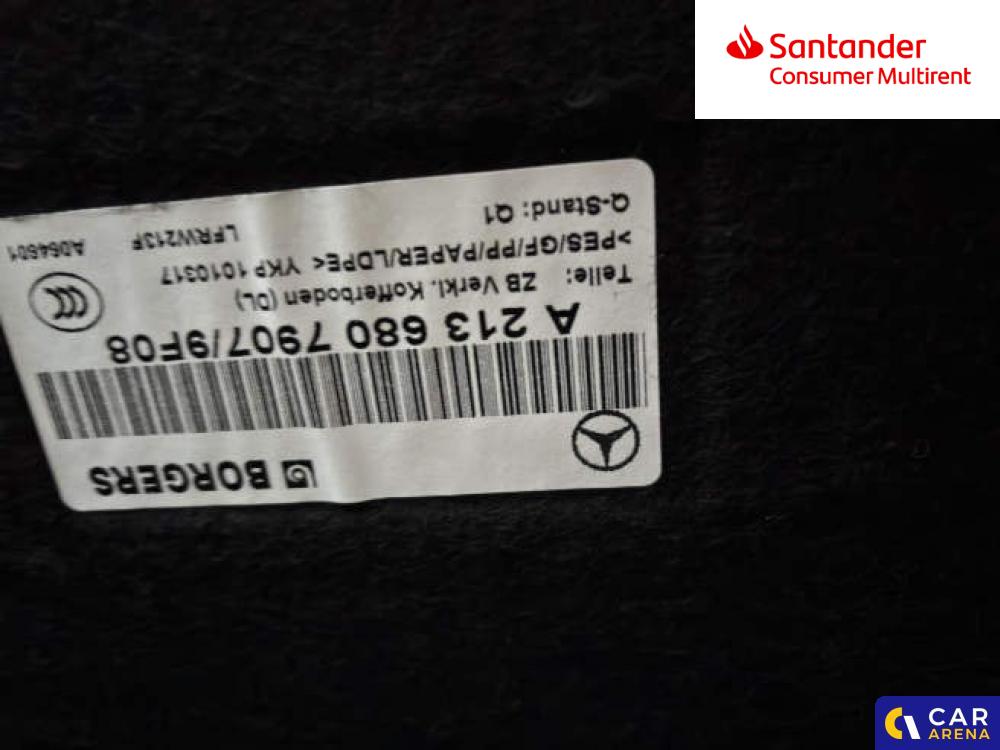 Santander
Consumer Multirent
BORGERS
A 213 680 7907/9F08
Teile: ZB Verkl. Kofferboden (DL)
>PES/GF/PP/PAPER/LDPE< YKP 1010317
Q-Stand: Q1 LFRW213F A064601
CAR
ARENA